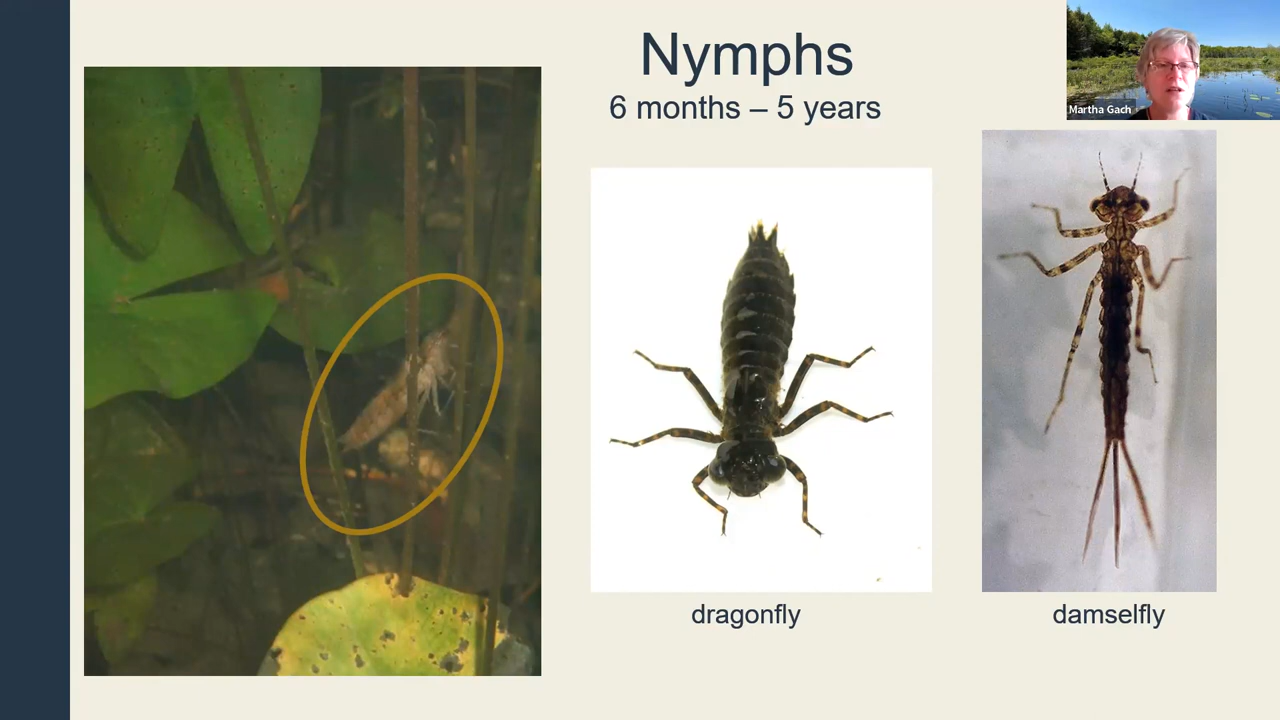 Nymphs
6 months – 5 years
Martha Gach
dragonfly
damselfly